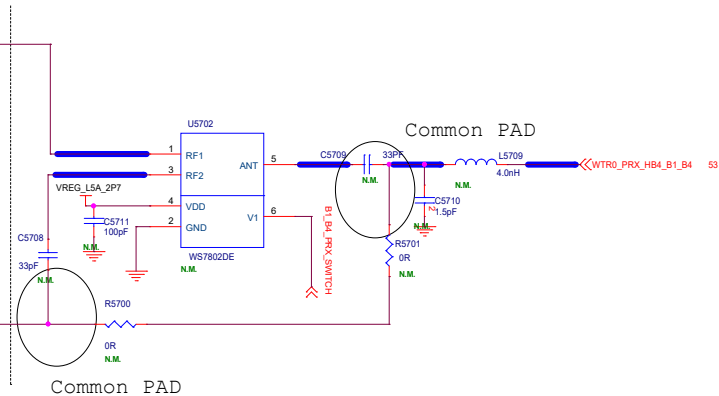 Common PAD
U5702
1
RF1
3
RF2
ANT
5
C5709
33PF
N.M.
L5709
4.0nH
N.M.
WTR0_PRX_HB4_B1_B4
53
VREG_L5A_2P7
4
VDD
2
GND
V1
6
C5711
100pF
N.M.
WS7802DE
N.M.
B1_B4_PRX_SWITCH
C5710
1.5pF
2
N.M.
R5701
0R
N.M.
C5708
33pF
N.M.
R5700
0R
N.M.
Common PAD